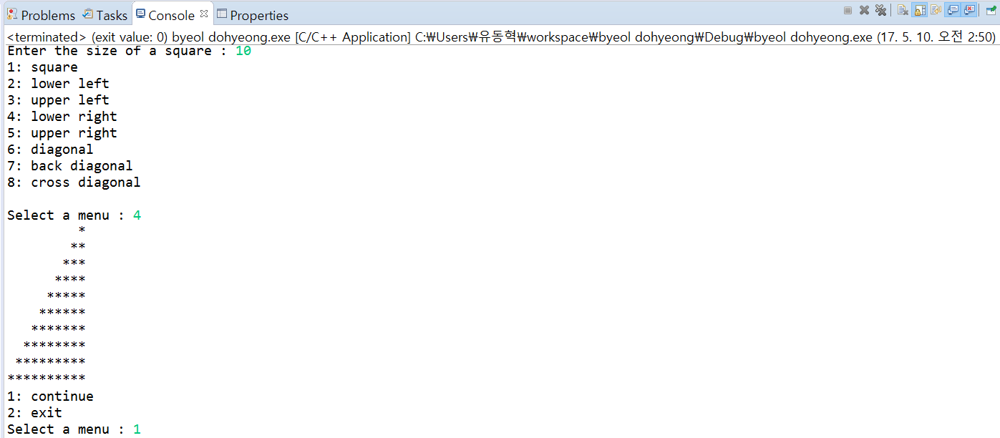 Problems Tasks Console Properties
<terminated> (exit value: 0) byeol dohyeong.exe [C/C++ Application] C:₩Users₩유동혁₩workspace₩byeol dohyeong₩Debug₩byeol dohyeong.exe (17. 5. 10. 오전 2:50)
Enter the size of a square : 10
1: square
2: lower left
3: upper left
4: lower right
5: upper right
6: diagonal
7: back diagonal
8: cross diagonal
Select a menu : 4
         *
        **
       ***
      ****
     *****
    ******
   *******
  ********
 *********
**********
1: continue
2: exit
Select a menu : 1